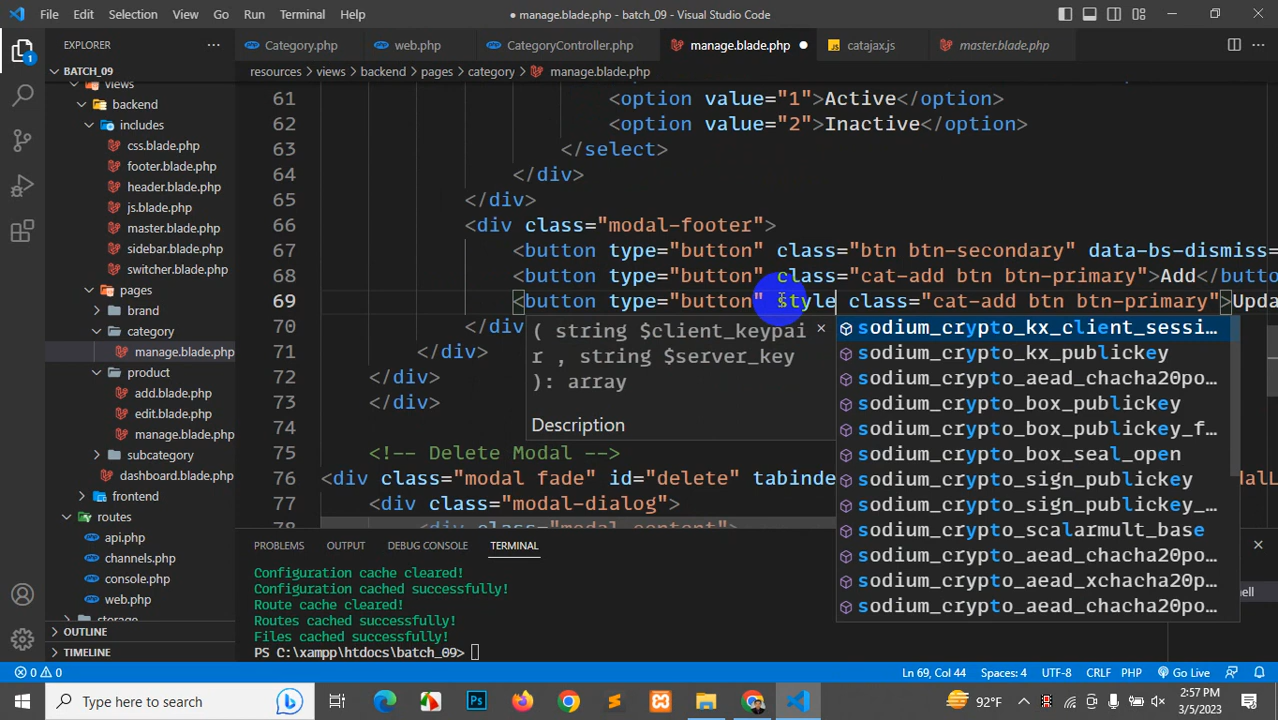 File Edit Selection View Go Run Terminal Help
● manage.blade.php - batch_09 - Visual Studio Code
EXPLORER
Category.php
web.php
CategoryController.php
manage.blade.php ●
catajax.js
master.blade.php
BATCH_09
resources > views > backend > pages > category > manage.blade.php
views
backend
includes
css.blade.php
footer.blade.php
header.blade.php
js.blade.php
master.blade.php
sidebar.blade.php
switcher.blade.php
pages
brand
category
manage.blade.php
product
add.blade.php
edit.blade.php
manage.blade.php
subcategory
dashboard.blade.php
frontend
routes
api.php
channels.php
console.php
web.php
storage
OUTLINE
TIMELINE
61 <option value="1">Active</option>
62 <option value="2">Inactive</option>
63 </select>
64 </div>
65 </div>
66 <div class="modal-footer">
67 <button type="button" class="btn btn-secondary" data-bs-dismiss=
68 <button type="button" class="cat-add btn btn-primary">Add</butto
69 <button type="button" style class="cat-add btn btn-primary">Upda
70 </div
71 </div>
72 </div>
73 </div>
74
75 <!-- Delete Modal -->
76 <div class="modal fade" id="delete" tabinde
77 <div class="modal-dialog">
78 <div class="modal-content">
( string $client_keypai
r , string $server_key
): array
Description
sodium_crypto_kx_client_sessi...
sodium_crypto_kx_publickey
sodium_crypto_aead_chacha20po...
sodium_crypto_box_publickey
sodium_crypto_box_publickey_f...
sodium_crypto_box_seal_open
sodium_crypto_sign_publickey
sodium_crypto_sign_publickey_...
sodium_crypto_scalarmult_base
sodium_crypto_aead_chacha20po...
sodium_crypto_aead_xchacha20p...
sodium_crypto_aead_chacha20po...
PROBLEMS OUTPUT DEBUG CONSOLE TERMINAL
Configuration cache cleared!
Configuration cached successfully!
Route cache cleared!
Routes cached successfully!
Files cached successfully!
PS C:\xampp\htdocs\batch_09>
0 0
Ln 69, Col 44 Spaces: 4 UTF-8 CRLF PHP Go Live
Type here to search
92°F
2:57 PM
3/5/2023